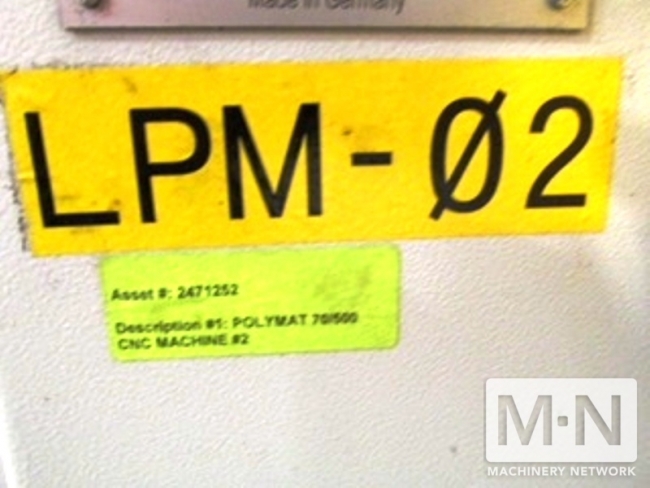 Made in Germany
LPM-Ø2
Asset #: 2471252
Description #1: POLYMAT 70/500
CNC MACHINE #2
M·N
MACHINERY NETWORK